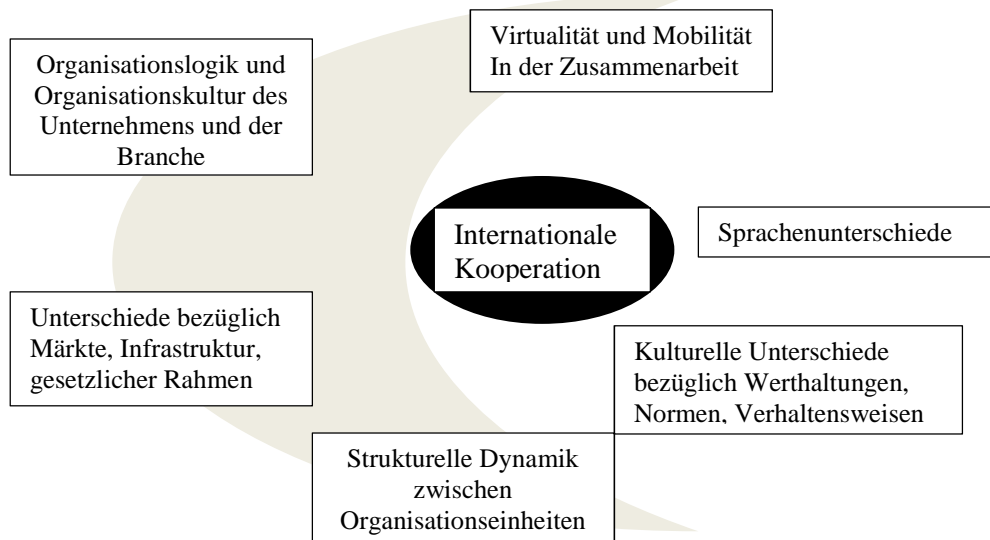 Virtualität und Mobilität
In der Zusammenarbeit
Organisationslogik und
Organisationskultur des
Unternehmens und der
Branche
Internationale
Kooperation
Sprachenunterschiede
Unterschiede bezüglich
Märkte, Infrastruktur,
gesetzlicher Rahmen
Kulturelle Unterschiede
bezüglich Werthaltungen,
Normen, Verhaltensweisen
Strukturelle Dynamik
zwischen
Organisationseinheiten